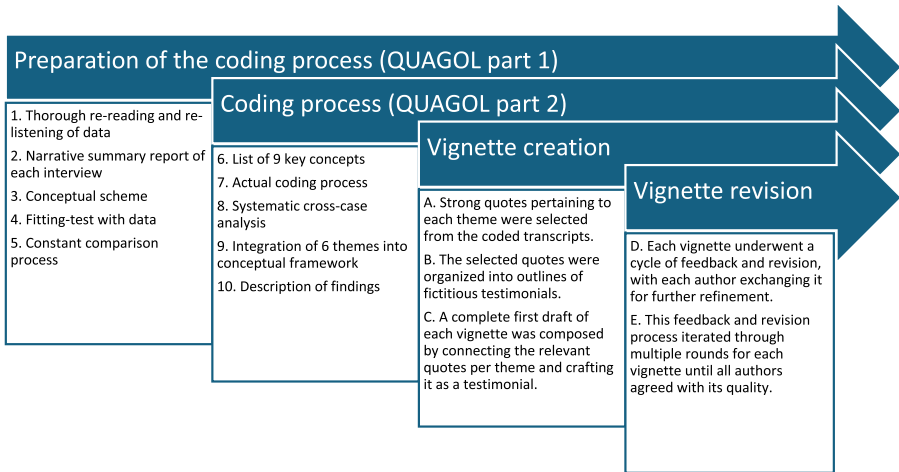 Preparation of the coding process (QUAGOL part 1)
1. Thorough re-reading and re-
listening of data
2. Narrative summary report of
each interview
3. Conceptual scheme
4. Fitting-test with data
5. Constant comparison
process
Coding process (QUAGOL part 2)
6. List of 9 key concepts
7. Actual coding process
8. Systematic cross-case
analysis
9. Integration of 6 themes into
conceptual framework
10. Description of findings
Vignette creation
A. Strong quotes pertaining to
each theme were selected
from the coded transcripts.
B. The selected quotes were
organized into outlines of
fictitious testimonials.
C. A complete first draft of
each vignette was composed
by connecting the relevant
quotes per theme and crafting
it as a testimonial.
Vignette revision
D. Each vignette underwent a
cycle of feedback and revision,
with each author exchanging it
for further refinement.
E. This feedback and revision
process iterated through
multiple rounds for each
vignette until all authors
agreed with its quality.